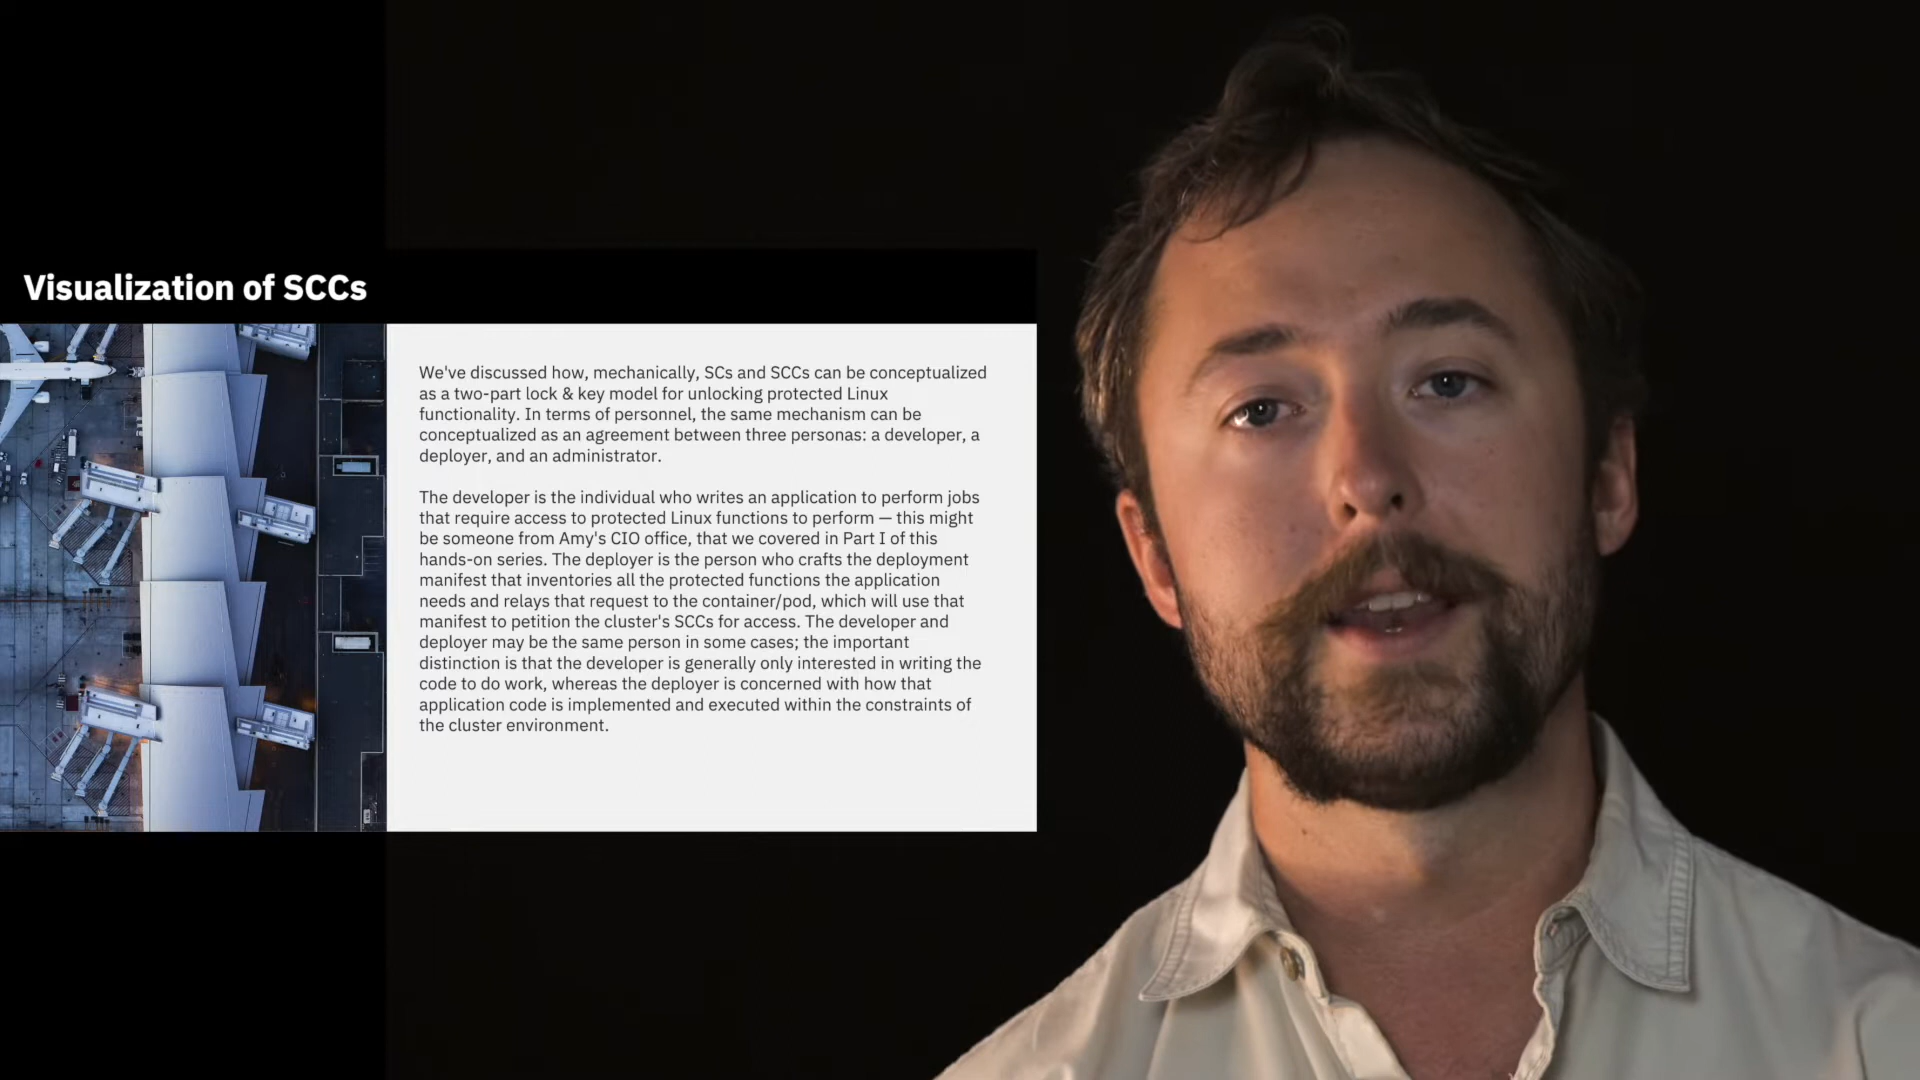 Visualization of SCCs
We've discussed how, mechanically, SCs and SCCs can be conceptualized
as a two-part lock & key model for unlocking protected Linux
functionality. In terms of personnel, the same mechanism can be
conceptualized as an agreement between three personas: a developer, a
deployer, and an administrator.
The developer is the individual who writes an application to perform jobs
that require access to protected Linux functions to perform — this might
be someone from Amy's CIO office, that we covered in Part I of this
hands-on series. The deployer is the person who crafts the deployment
manifest that inventories all the protected functions the application
needs and relays that request to the container/pod, which will use that
manifest to petition the cluster's SCCs for access. The developer and
deployer may be the same person in some cases; the important
distinction is that the developer is generally only interested in writing the
code to do work, whereas the deployer is concerned with how that
application code is implemented and executed within the constraints of
the cluster environment.